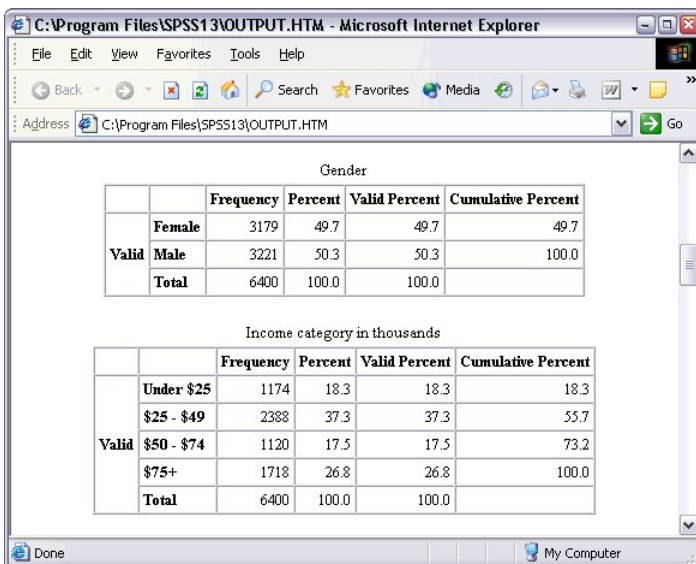 C:\Program Files\SPSS13\OUTPUT.HTM - Microsoft Internet Explorer
File Edit View Favorites Tools Help
Back Search Favorites Media »
Address C:\Program Files\SPSS13\OUTPUT.HTM Go
Gender
Frequency Percent Valid Percent Cumulative Percent
Valid Female 3179 49.7 49.7 49.7
Male 3221 50.3 50.3 100.0
Total 6400 100.0 100.0
Income category in thousands
Frequency Percent Valid Percent Cumulative Percent
Valid Under $25 1174 18.3 18.3 18.3
$25 - $49 2388 37.3 37.3 55.7
$50 - $74 1120 17.5 17.5 73.2
$75+ 1718 26.8 26.8 100.0
Total 6400 100.0 100.0
Done My Computer